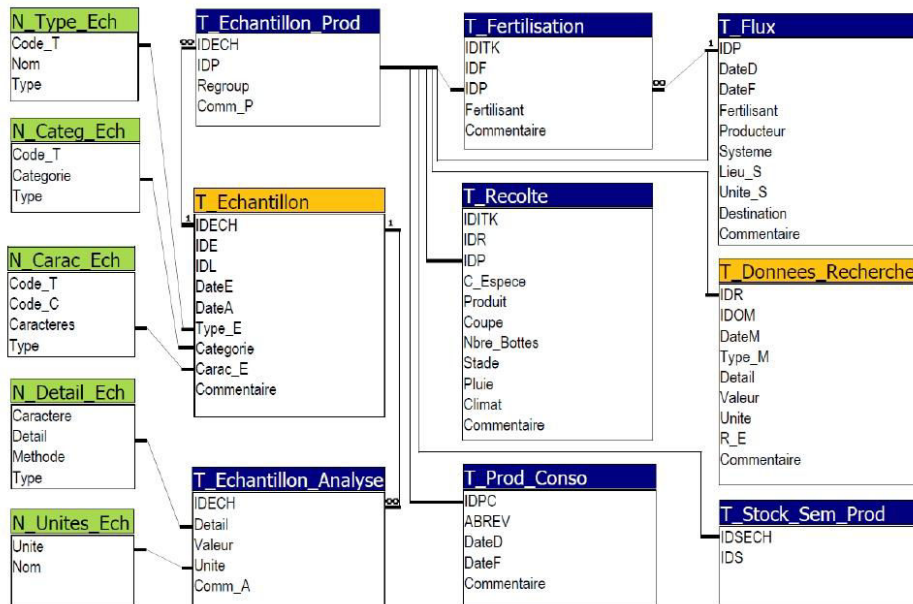 N_Type_Ech
Code_T
Nom
Type
N_Categ_Ech
Code_T
Categorie
Type
N_Carac_Ech
Code_T
Code_C
Caracteres
Type
N_Detail_Ech
Caractere
Detail
Methode
Type
N_Unites_Ech
Unite
Nom
T_Echantillon_Prod
∞
IDECH
IDP
Regroup
Comm_P
T_Echantillon
1
1
IDECH
IDE
IDL
DateE
DateA
Type_E
Categorie
Carac_E
Commentaire
T_Echantillon_Analyse
IDECH
∞
Detail
Valeur
Unite
Comm_A
T_Fertilisation
IDITK
IDF
IDP
∞
Fertilisant
Commentaire
T_Recolte
IDITK
IDR
IDP
C_Espece
Produit
Coupe
Nbre_Bottes
Stade
Pluie
Climat
Commentaire
T_Prod_Conso
IDPC
ABREV
DateD
DateF
Commentaire
T_Flux
1
IDP
DateD
DateF
Fertilisant
Producteur
Systeme
Lieu_S
Unite_S
Destination
Commentaire
T_Donnees_Recherche
IDR
IDOM
DateM
Type_M
Detail
Valeur
Unite
R_E
Commentaire
T_Stock_Sem_Prod
IDSECH
IDS